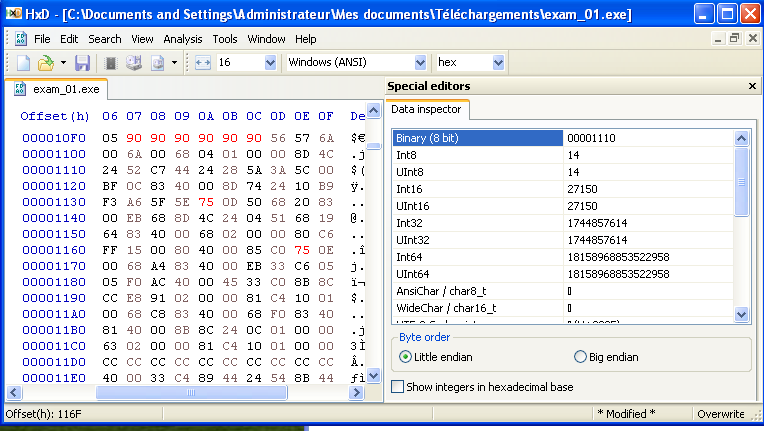 HxD - [C:\Documents and Settings\Administrateur\Mes documents\Téléchargements\exam_01.exe]
File Edit Search View Analysis Tools Window Help
16 Windows (ANSI) hex
exam_01.exe
Special editors
Data inspector
Offset(h) 06 07 08 09 0A 0B 0C 0D 0E 0F De
000010F0 05 90 90 90 90 90 90 56 57 6A $€
00001100 00 6A 00 68 04 01 00 00 8D 4C .j
00001110 24 52 C7 44 24 28 5A 3A 5C 00 $(
00001120 BF 0C 83 40 00 8D 74 24 10 B9 ÿ.
00001130 F3 A6 5F 5E 75 0D 50 68 20 83 ...
00001140 00 EB 68 8D 4C 24 04 51 68 19 @.
00001150 64 83 40 00 68 02 00 00 80 C6 ...
00001160 FF 15 00 80 40 00 85 C0 75 0E .î
00001170 00 68 A4 83 40 00 EB 33 C6 05 j.
00001180 05 F0 AC 40 00 45 33 C0 8B 8C ï¬
00001190 CC E8 91 02 00 00 81 C4 10 01 $.
000011A0 00 68 C8 83 40 00 68 F0 83 40 ..
000011B0 81 40 00 8B 8C 24 0C 01 00 00 .j
000011C0 63 02 00 00 81 C4 10 01 00 00 3Ì
000011D0 CC CC CC CC CC CC CC CC CC CC Â.
000011E0 40 00 33 C4 89 44 24 54 8B 44 ƒì
Binary (8 bit) 00001110
Int8 14
UInt8 14
Int16 27150
UInt16 27150
Int32 1744857614
UInt32 1744857614
Int64 18158968853522958
UInt64 18158968853522958
AnsiChar / char8_t
WideChar / char16_t
Byte order
Little endian Big endian
Show integers in hexadecimal base
Offset(h): 116F * Modified * Overwrite